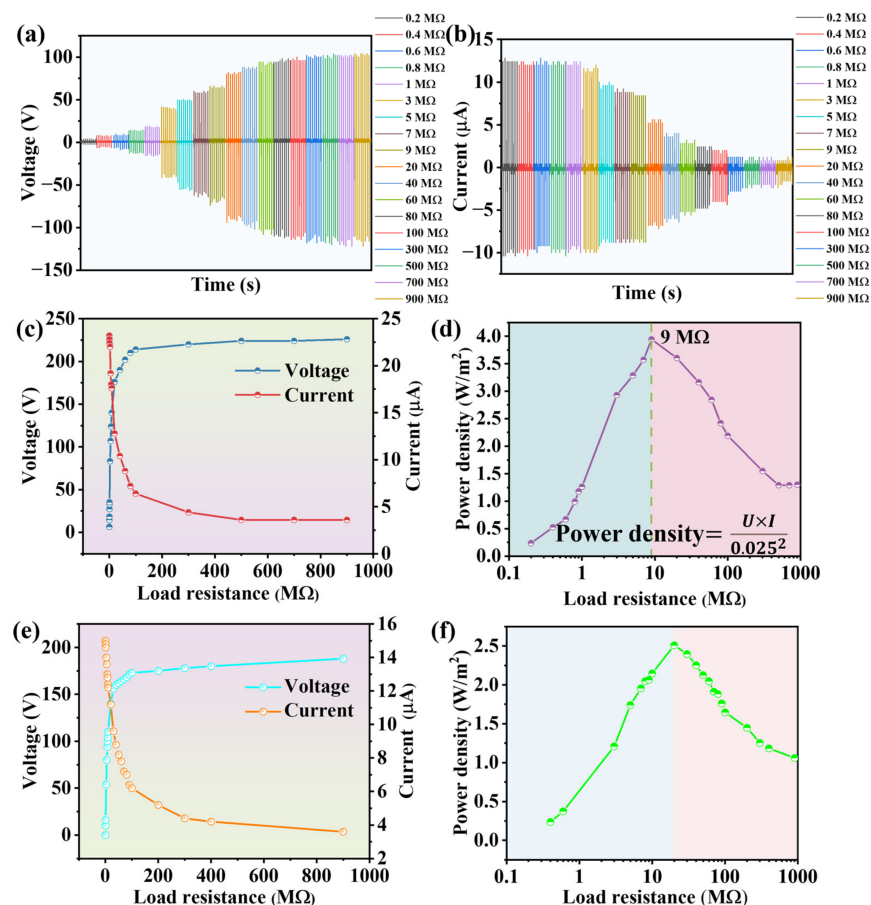 (a)
Voltage (V)
100
50
0
−50
−100
−150
Time (s)
0.2 MΩ
0.4 MΩ
0.6 MΩ
0.8 MΩ
1 MΩ
3 MΩ
5 MΩ
7 MΩ
9 MΩ
20 MΩ
40 MΩ
60 MΩ
80 MΩ
100 MΩ
300 MΩ
500 MΩ
700 MΩ
900 MΩ
(b)
Current (μA)
15
10
5
0
−5
−10
Time (s)
0.2 MΩ
0.4 MΩ
0.6 MΩ
0.8 MΩ
1 MΩ
3 MΩ
5 MΩ
7 MΩ
9 MΩ
20 MΩ
40 MΩ
60 MΩ
80 MΩ
100 MΩ
300 MΩ
500 MΩ
700 MΩ
900 MΩ
(c)
Voltage (V)
250
200
150
100
50
0
Voltage
Current
25
20
15
10
5
0
Current (μA)
0 200 400 600 800 1000
Load resistance (MΩ)
(d)
Power density (W/m²)
4.0
3.5
3.0
2.5
2.0
1.5
1.0
0.5
0.0
9 MΩ
Power density= U×I / 0.025²
0.1 1 10 100 1000
Load resistance (MΩ)
(e)
Voltage (V)
200
150
100
50
0
Voltage
Current
16
14
12
10
8
6
4
2
Current (μA)
0 200 400 600 800 1000
Load resistance (MΩ)
(f)
Power density (W/m²)
2.5
2.0
1.5
1.0
0.5
0.0
0.1 1 10 100 1000
Load resistance (MΩ)